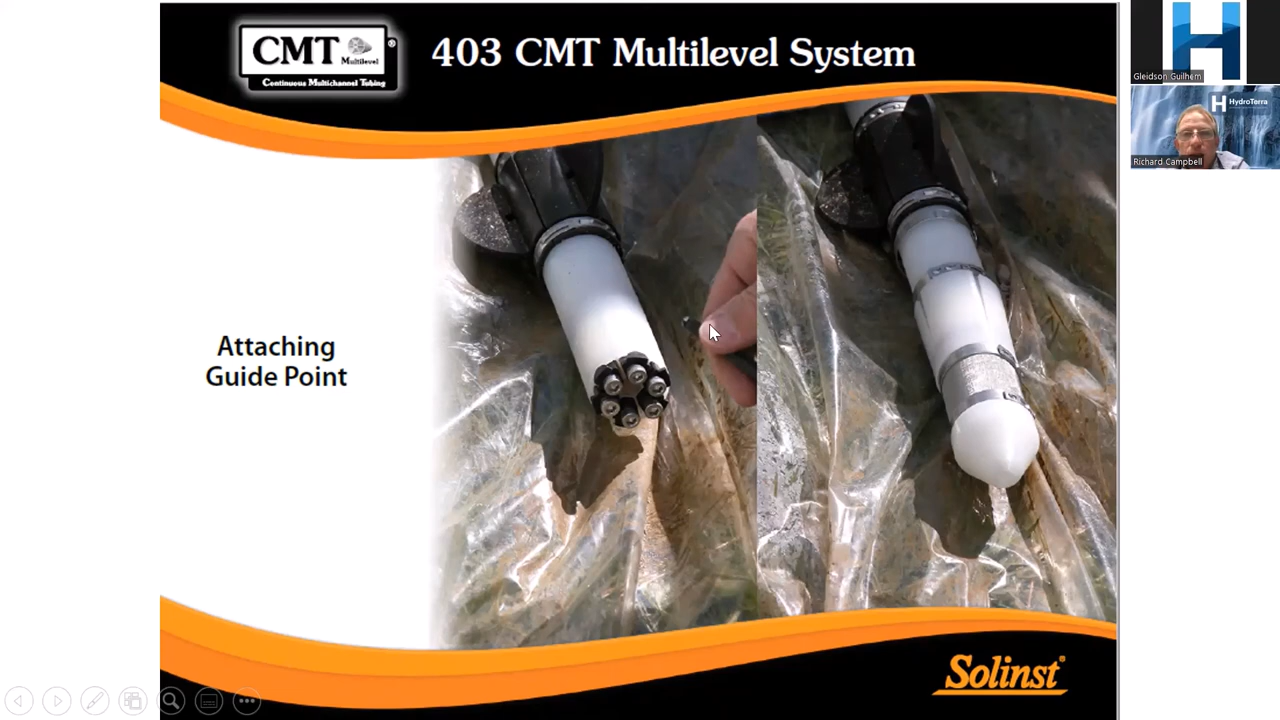 CMT
Multilevel
®
Continuous Multichannel Tubing
403 CMT Multilevel System
Attaching
Guide Point
Solinst®
Gleidson Guilhem
H HydroTerra
Richard Campbell